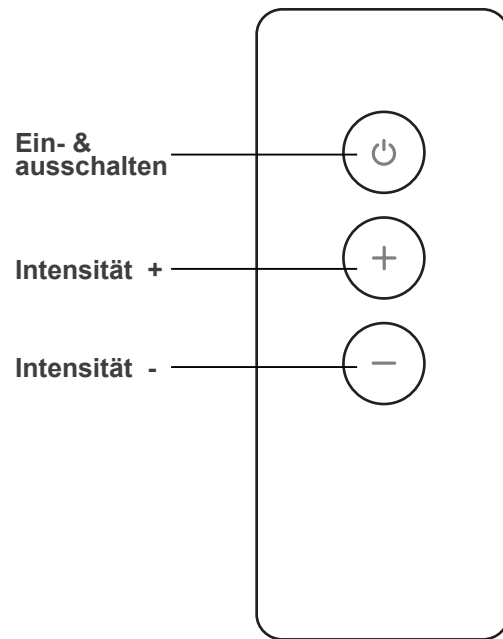 Ein- &
ausschalten
Intensität +
Intensität -